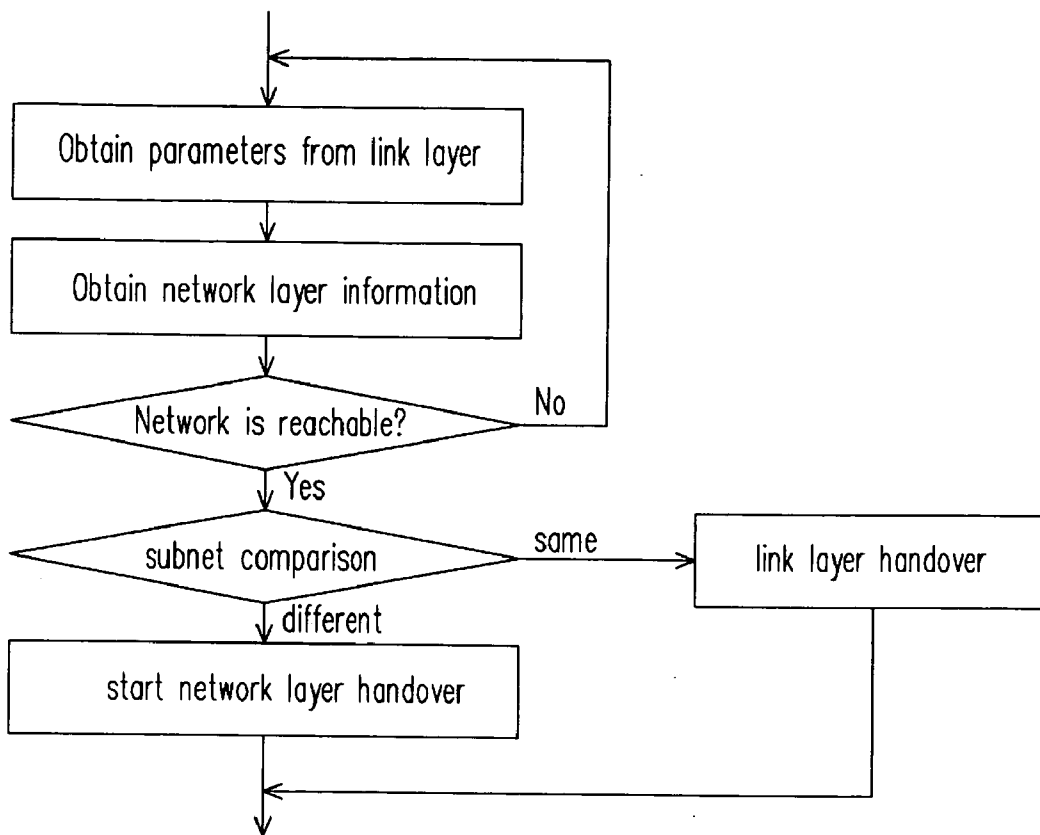 Obtain parameters from link layer
Obtain network layer information
Network is reachable?
No
Yes
subnet comparison
same
link layer handover
different
start network layer handover